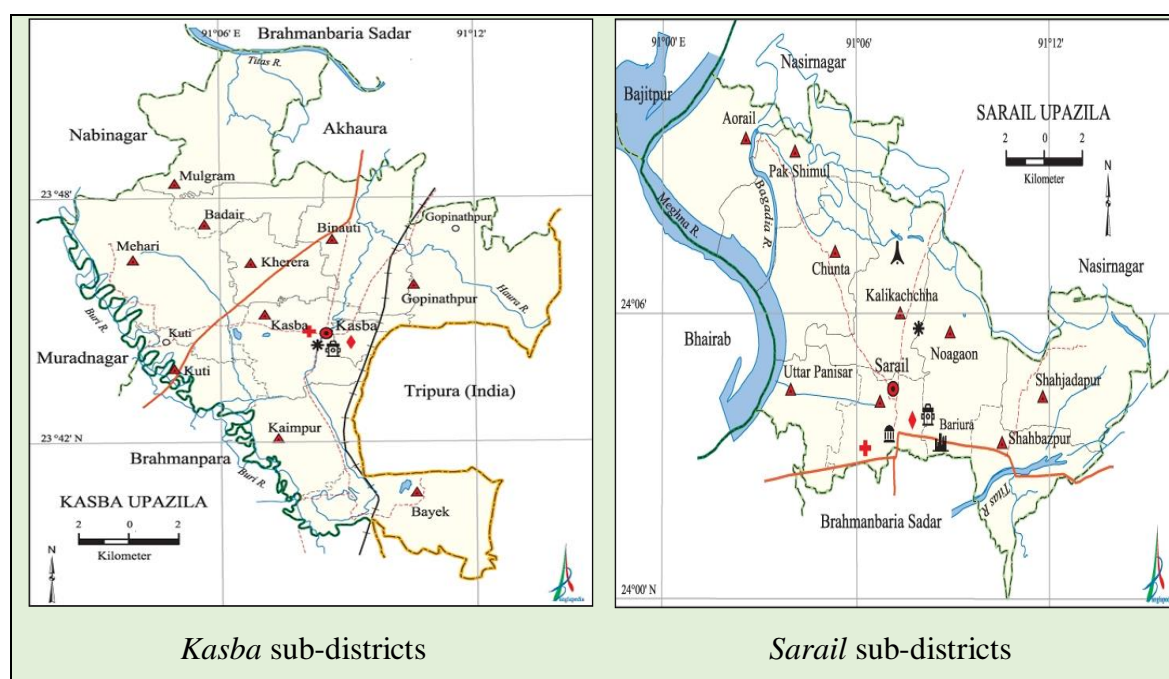 91°06' E
91°12'
Brahmanbaria Sadar
Titas R.
Nabinagar
Akhaura
23°48'
Mulgram
Badair
Binauti
Gopinathpur
Mehari
Kherera
Gopinathpur
Haura R.
Buri R.
Kasba
Kasba
Kuti
Muradnagar
Kuti
Tripura (India)
Kaimpur
23°42' N
Brahmanpara
Buri R.
KASBA UPAZILA
2 0 2
Kilometer
Bayek
N
Kasba sub-districts
91°00' E
91°06'
91°12'
Nasirnagar
Bajitpur
Aorail
SARAIL UPAZILA
2 0 2
Kilometer
N
Pak Shimul
Bagadia R.
Meghna R.
Chunta
Nasirnagar
Kalikachchha
24°06'
Noagaon
Bhairab
Uttar Panisar
Sarail
Shahjadapur
Bariura
Shahbazpur
Titas R.
Brahmanbaria Sadar
24°00' N
Sarail sub-districts